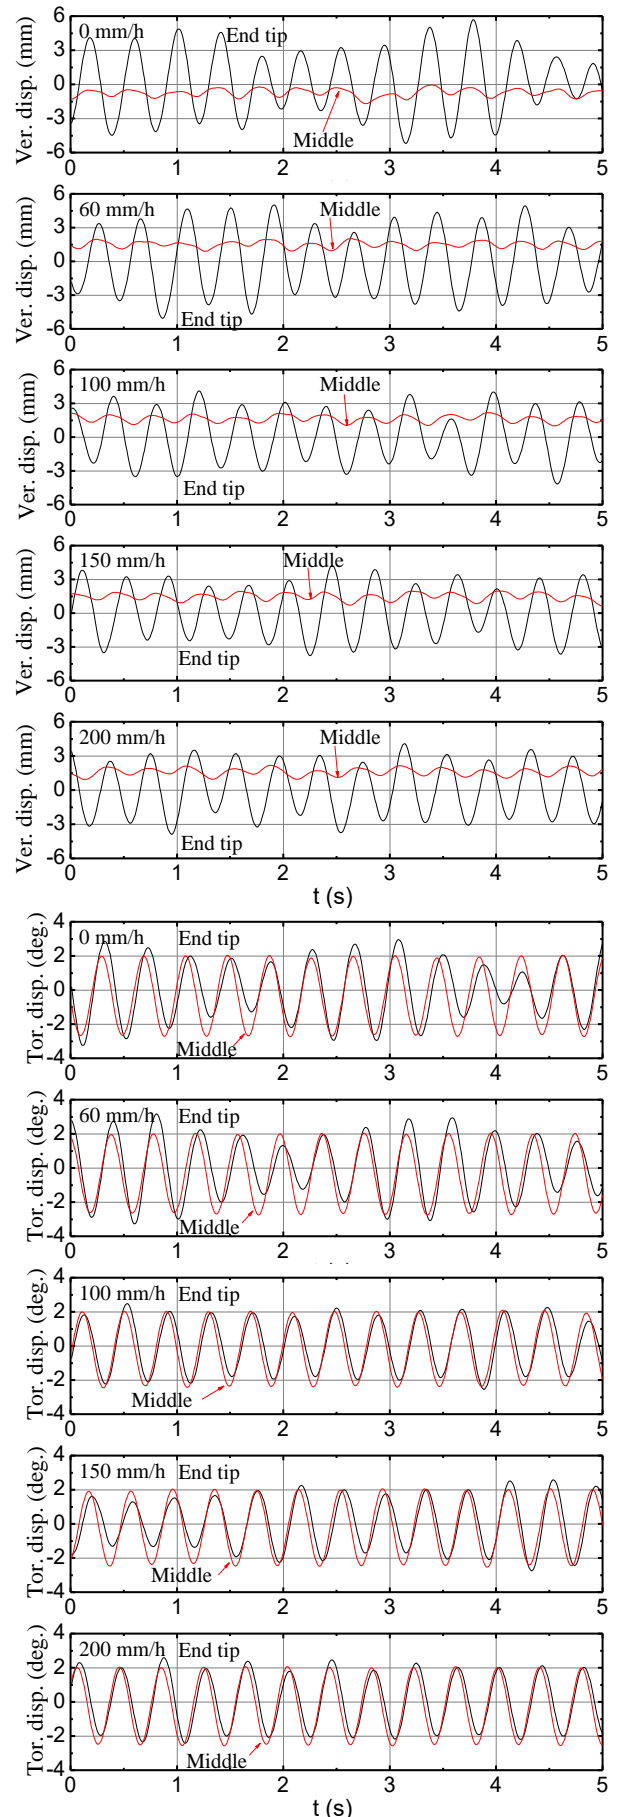 Ver. disp. (mm)
6
3
0
-3
-6
0 mm/h
End tip
Middle
0 1 2 3 4 5
Ver. disp. (mm)
6
3
0
-3
-6
60 mm/h
Middle
End tip
0 1 2 3 4 5
Ver. disp. (mm)
6
3
0
-3
-6
100 mm/h
Middle
End tip
0 1 2 3 4 5
Ver. disp. (mm)
6
3
0
-3
-6
150 mm/h
Middle
End tip
0 1 2 3 4 5
Ver. disp. (mm)
6
3
0
-3
-6
200 mm/h
Middle
End tip
0 1 2 3 4 5
t (s)
Tor. disp. (deg.)
4
2
0
-2
-4
0 mm/h
End tip
Middle
0 1 2 3 4 5
Tor. disp. (deg.)
4
2
0
-2
-4
60 mm/h
End tip
Middle
0 1 2 3 4 5
Tor. disp. (deg.)
4
2
0
-2
-4
100 mm/h
End tip
Middle
0 1 2 3 4 5
Tor. disp. (deg.)
4
2
0
-2
-4
150 mm/h
End tip
Middle
0 1 2 3 4 5
Tor. disp. (deg.)
4
2
0
-2
-4
200 mm/h
End tip
Middle
0 1 2 3 4 5
t (s)